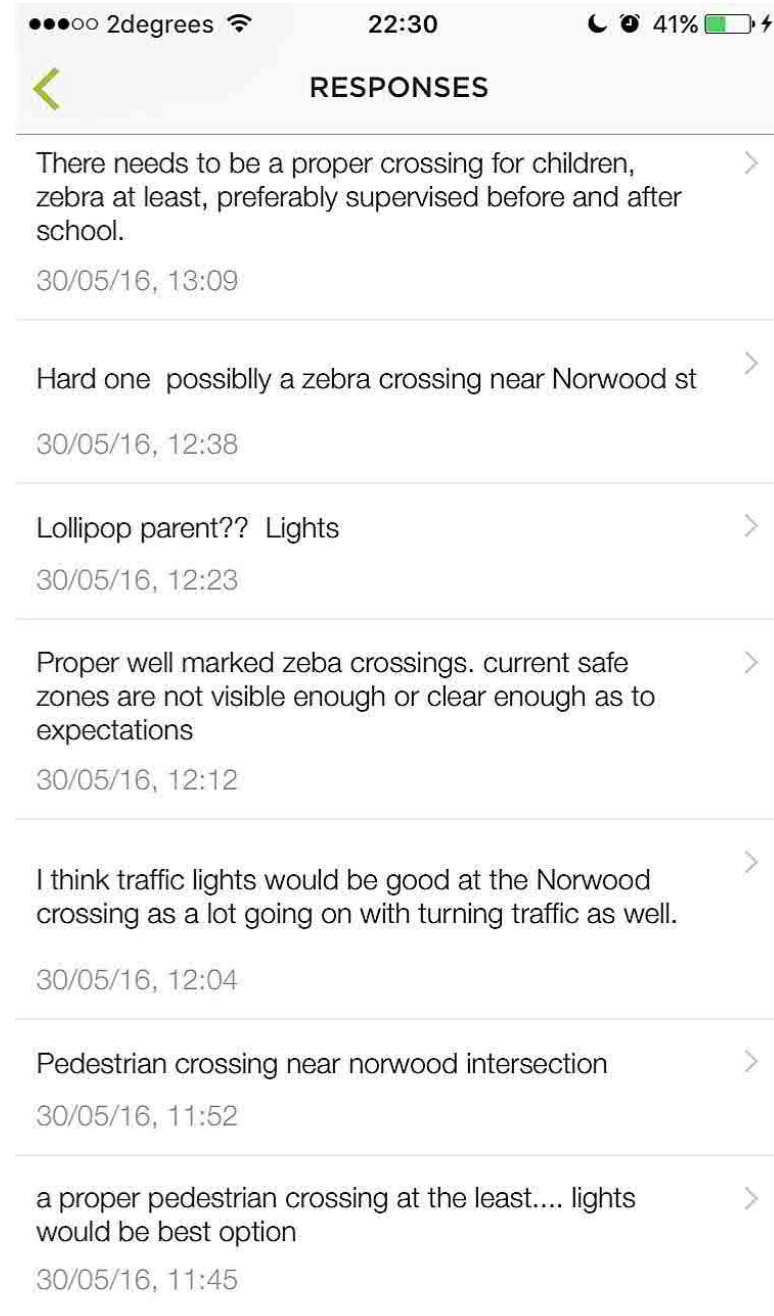 2degrees 22:30 41%
RESPONSES
There needs to be a proper crossing for children,
zebra at least, preferably supervised before and after
school.
30/05/16, 13:09
Hard one  possiblly a zebra crossing near Norwood st
30/05/16, 12:38
Lollipop parent??  Lights
30/05/16, 12:23
Proper well marked zeba crossings. current safe
zones are not visible enough or clear enough as to
expectations
30/05/16, 12:12
I think traffic lights would be good at the Norwood
crossing as a lot going on with turning traffic as well.
30/05/16, 12:04
Pedestrian crossing near norwood intersection
30/05/16, 11:52
a proper pedestrian crossing at the least.... lights
would be best option
30/05/16, 11:45